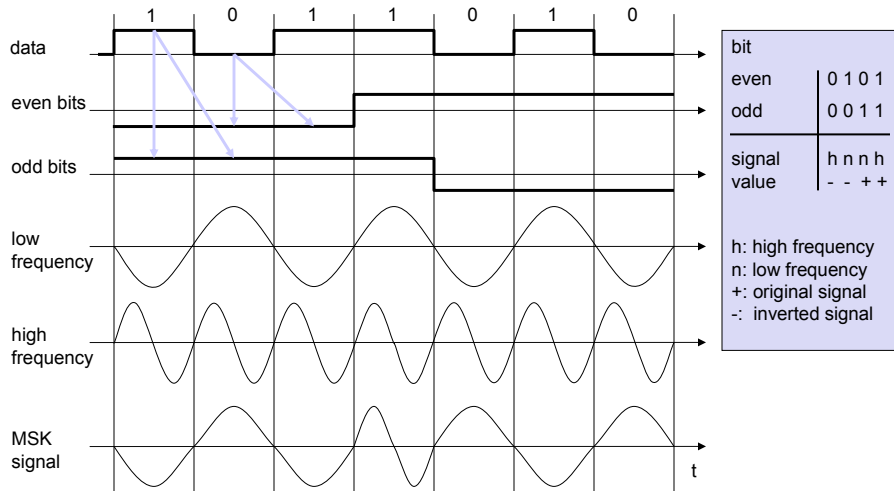 1 0 1 1 0 1 0
data
even bits
odd bits
low
frequency
high
frequency
MSK
signal
t
bit
even 0 1 0 1
odd 0 0 1 1
signal h n n h
value - - + +
h: high frequency
n: low frequency
+: original signal
-: inverted signal